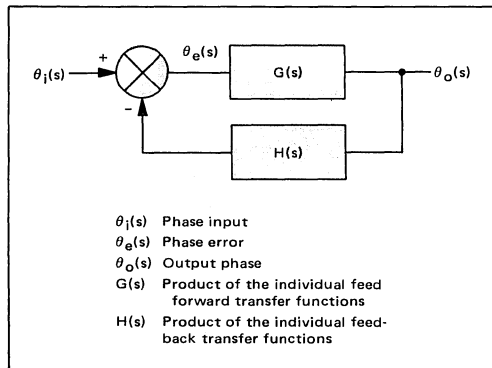 +
θe(s)
θi(s)
G(s)
θo(s)
−
H(s)
θi(s) Phase input
θe(s) Phase error
θo(s) Output phase
G(s) Product of the individual feed
forward transfer functions
H(s) Product of the individual feed-
back transfer functions